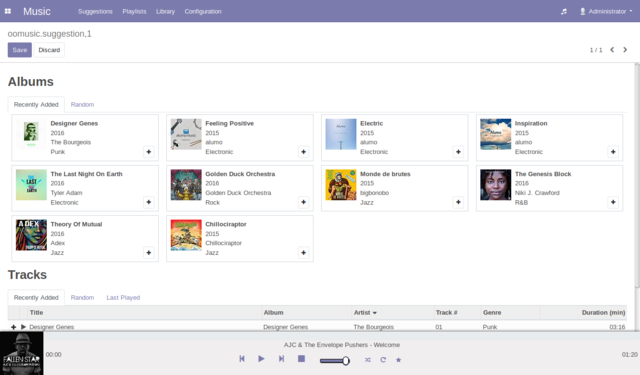 Music Suggestions Playlists Library Configuration Administrator
oomusic.suggestion,1
Save Discard 1 / 1
Albums
Recently Added Random
Designer Genes
2016
The Bourgeois
Punk
Feeling Positive
2015
alumo
Electronic
Electric
2015
alumo
Electronic
Inspiration
2015
alumo
Electronic
The Last Night On Earth
2016
Tyler Adam
Electronic
Golden Duck Orchestra
2016
Golden Duck Orchestra
Rock
Monde de brutes
2015
bigbonobo
Jazz
The Genesis Block
2016
Niki J. Crawford
R&B
Theory Of Mutual
2016
Adex
Jazz
Chillociraptor
2015
Chillociraptor
Jazz
Tracks
Recently Added Random Last Played
Title Album Artist Track # Genre Duration (min)
Designer Genes Designer Genes The Bourgeois 01 Punk 03:16
FALLEN STAR
AJC & The Envelope Pushers - Welcome
00:00 01:20